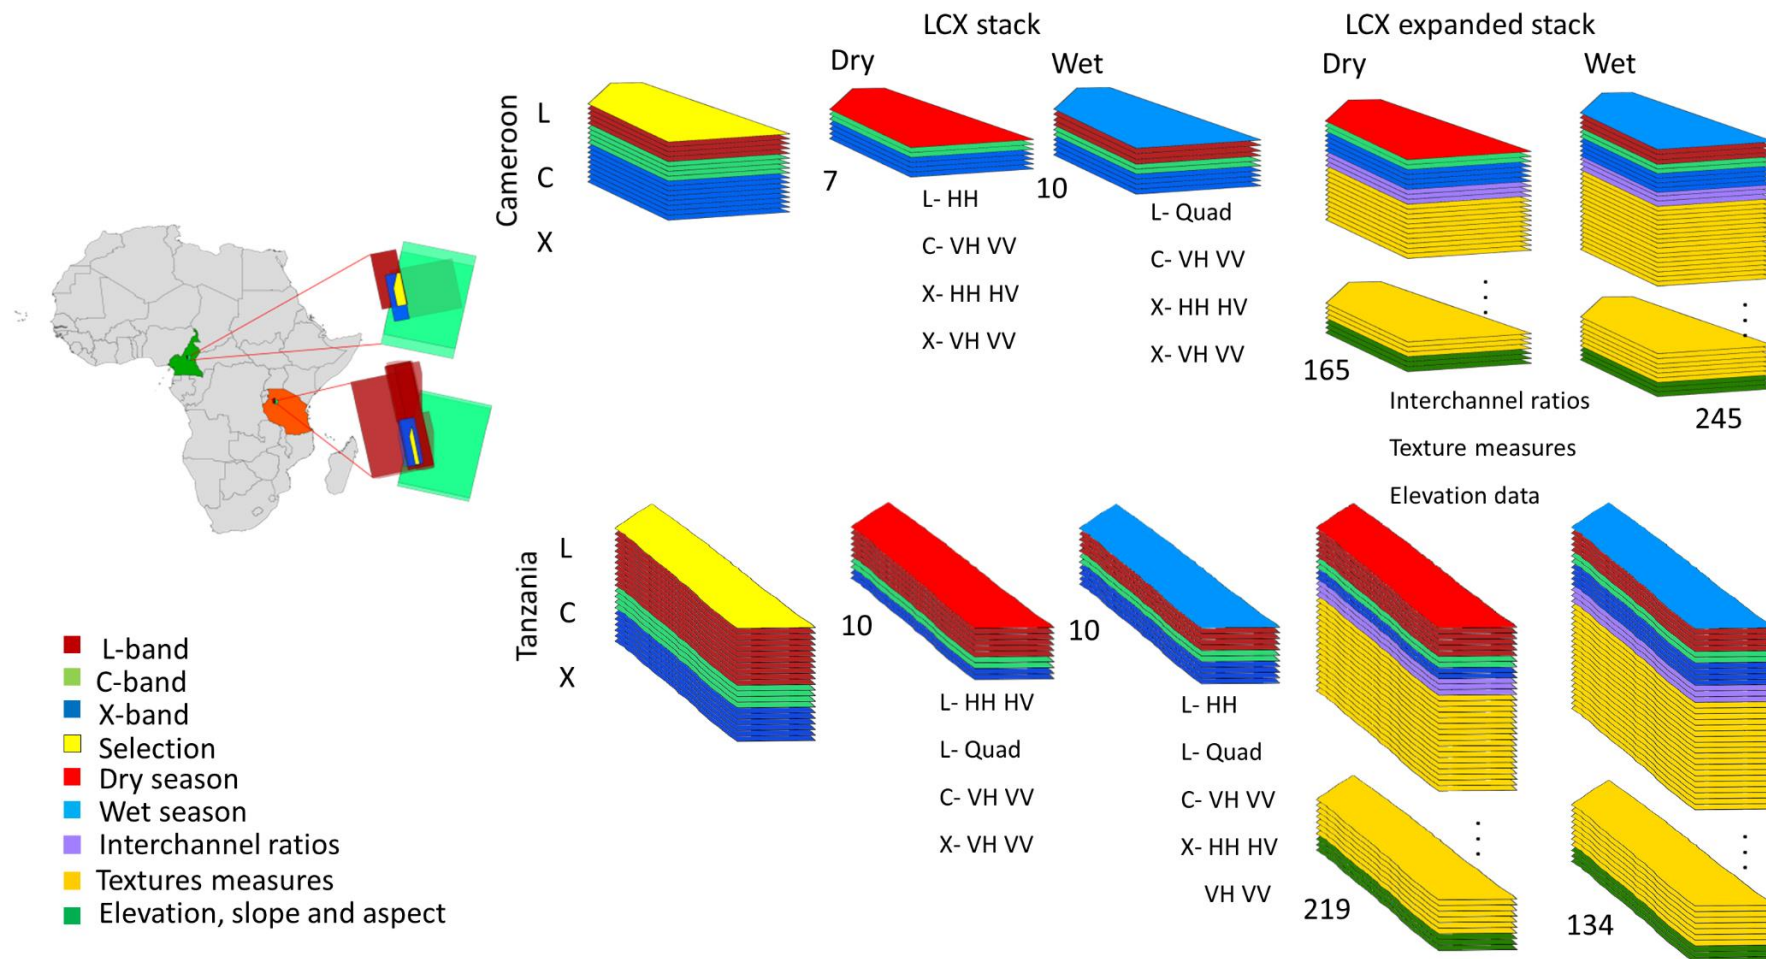 LCX stack
LCX expanded stack
Dry
Wet
Dry
Wet
Cameroon
L
C
X
7
L- HH
C- VH VV
X- HH HV
X- VH VV
10
L- Quad
C- VH VV
X- HH HV
X- VH VV
165
245
Interchannel ratios
Texture measures
Elevation data
Tanzania
L
C
X
10
L- HH HV
L- Quad
C- VH VV
X- VH VV
10
L- HH
L- Quad
C- VH VV
X- HH HV
VH VV
219
134
L-band
C-band
X-band
Selection
Dry season
Wet season
Interchannel ratios
Textures measures
Elevation, slope and aspect